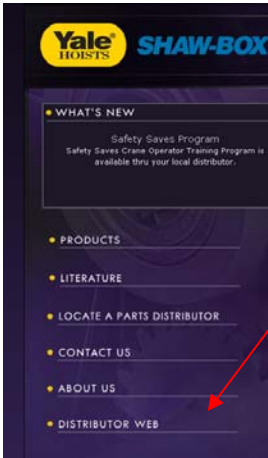 Yale®
HOISTS
SHAW-BOX
WHAT'S NEW
Safety Saves Program
Safety Saves Crane Operator Training Program is
available thru your local distributor.
PRODUCTS
LITERATURE
LOCATE A PARTS DISTRIBUTOR
CONTACT US
ABOUT US
DISTRIBUTOR WEB